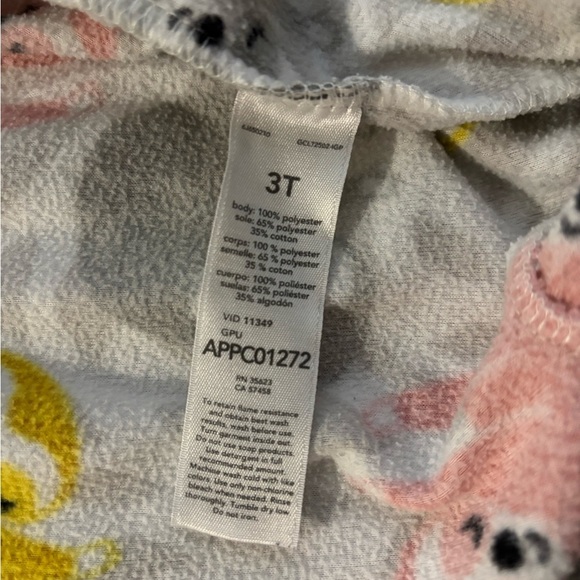 3T
body: 100% polyester
sole: 65% polyester
35% cotton
corps: 100 % polyester
semelle: 65 % polyester
35 % coton
cuerpo: 100% poliéster
suelas: 65% poliéster
35% algodón
VID 11349
GPU
APPC01272
RN 35623
CA 57458
To retain flame resistance
and obtain best wash
results, wash before use.
Turn garment inside out.
Do not use soap products.
Use detergent in full
recommended amount.
Machine wash cold with like
colors. Use only non-chlorine
bleach when needed. Rinse
thoroughly. Tumble dry low.
Do not iron.